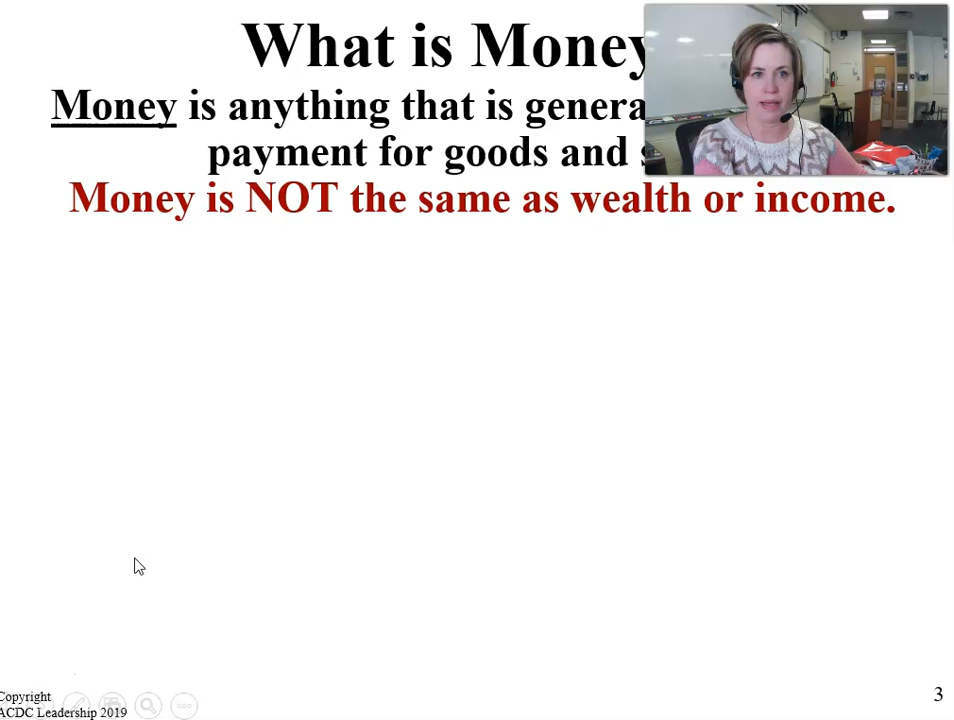 What is Money
Money is anything that is genera
payment for goods and s
Money is NOT the same as wealth or income.
Copyright
ACDC Leadership 2019
3